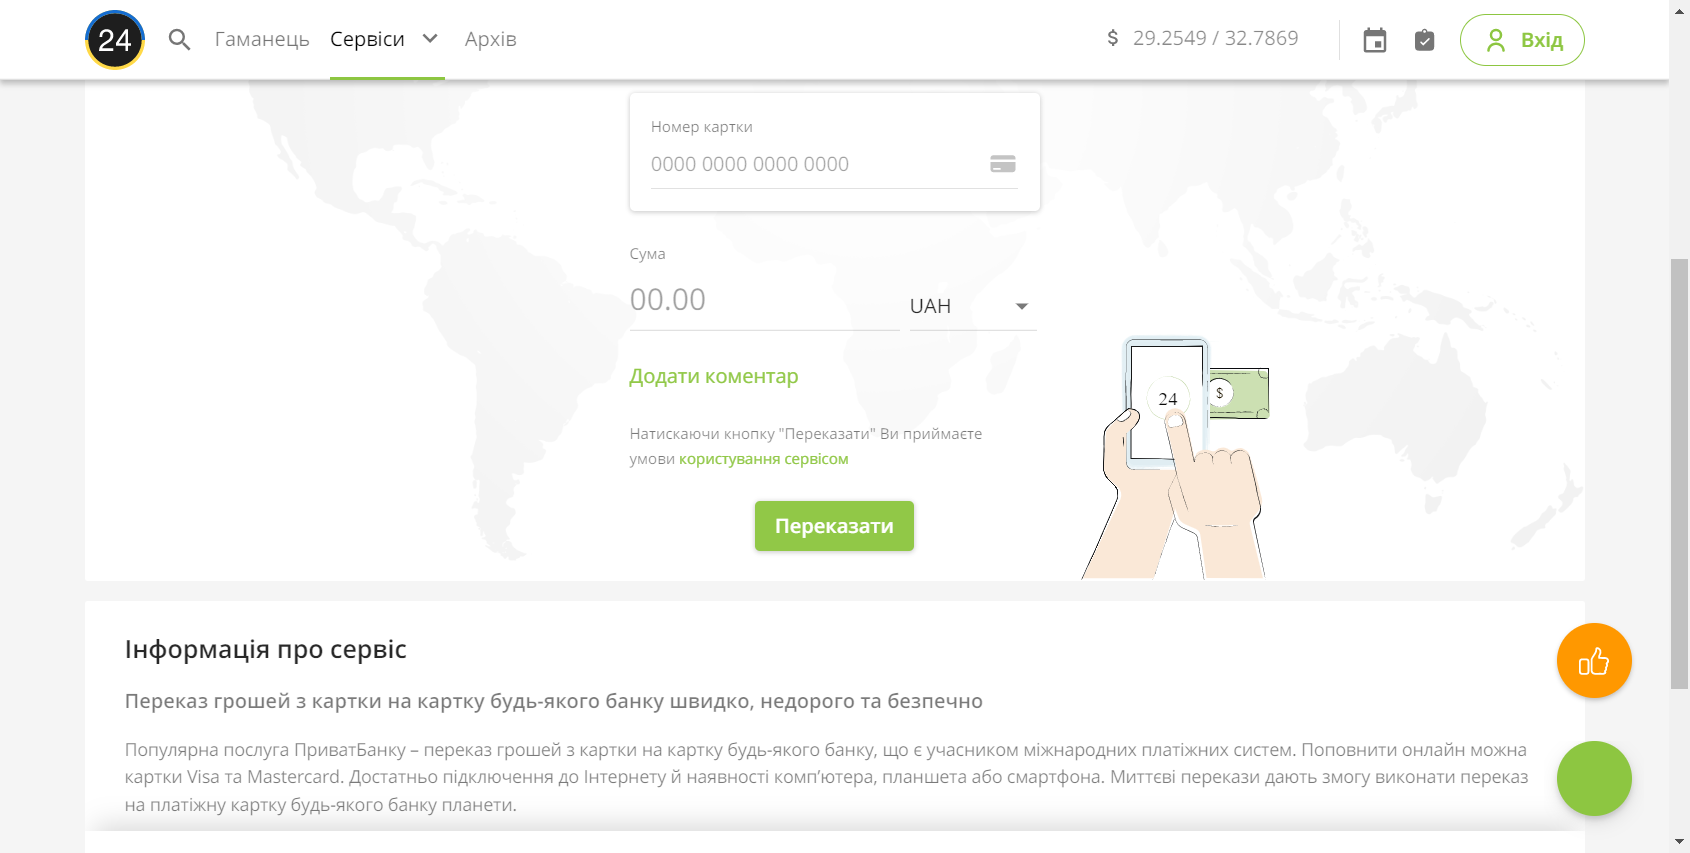 24 Гаманець Сервіси Архів $ 29.2549 / 32.7869 Вхід
Номер картки
0000 0000 0000 0000
Сума
00.00 UAH
Додати коментар
24 $
Натискаючи кнопку "Переказати" Ви приймаєте
умови користування сервісом
Переказати
Інформація про сервіс
Переказ грошей з картки на картку будь-якого банку швидко, недорого та безпечно
Популярна послуга ПриватБанку – переказ грошей з картки на картку будь-якого банку, що є учасником міжнародних платіжних систем. Поповнити онлайн можна
картки Visa та Mastercard. Достатньо підключення до Інтернету й наявності комп’ютера, планшета або смартфона. Миттєві перекази дають змогу виконати переказ
на платіжну картку будь-якого банку планети.